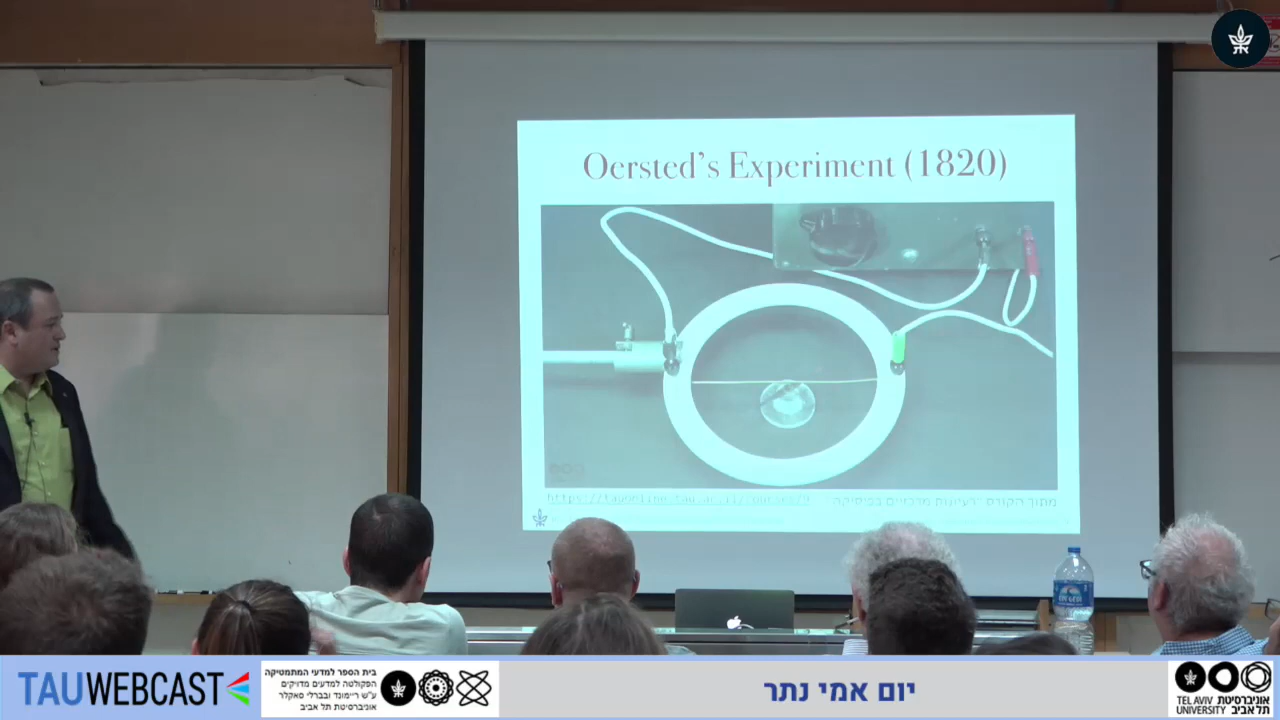 Oersted's Experiment (1820)
מתוך הקורס "רעיונות מרכזיים בפיסיקה"
TAUWEBCAST
בית הספר למדעי המתמטיקה
הפקולטה למדעים מדויקים
ע"ש ריימונד ובברלי סאקלר
אוניברסיטת תל אביב
יום אמי נתר
TEL AVIV אוניברסיטת
UNIVERSITY תל אביב